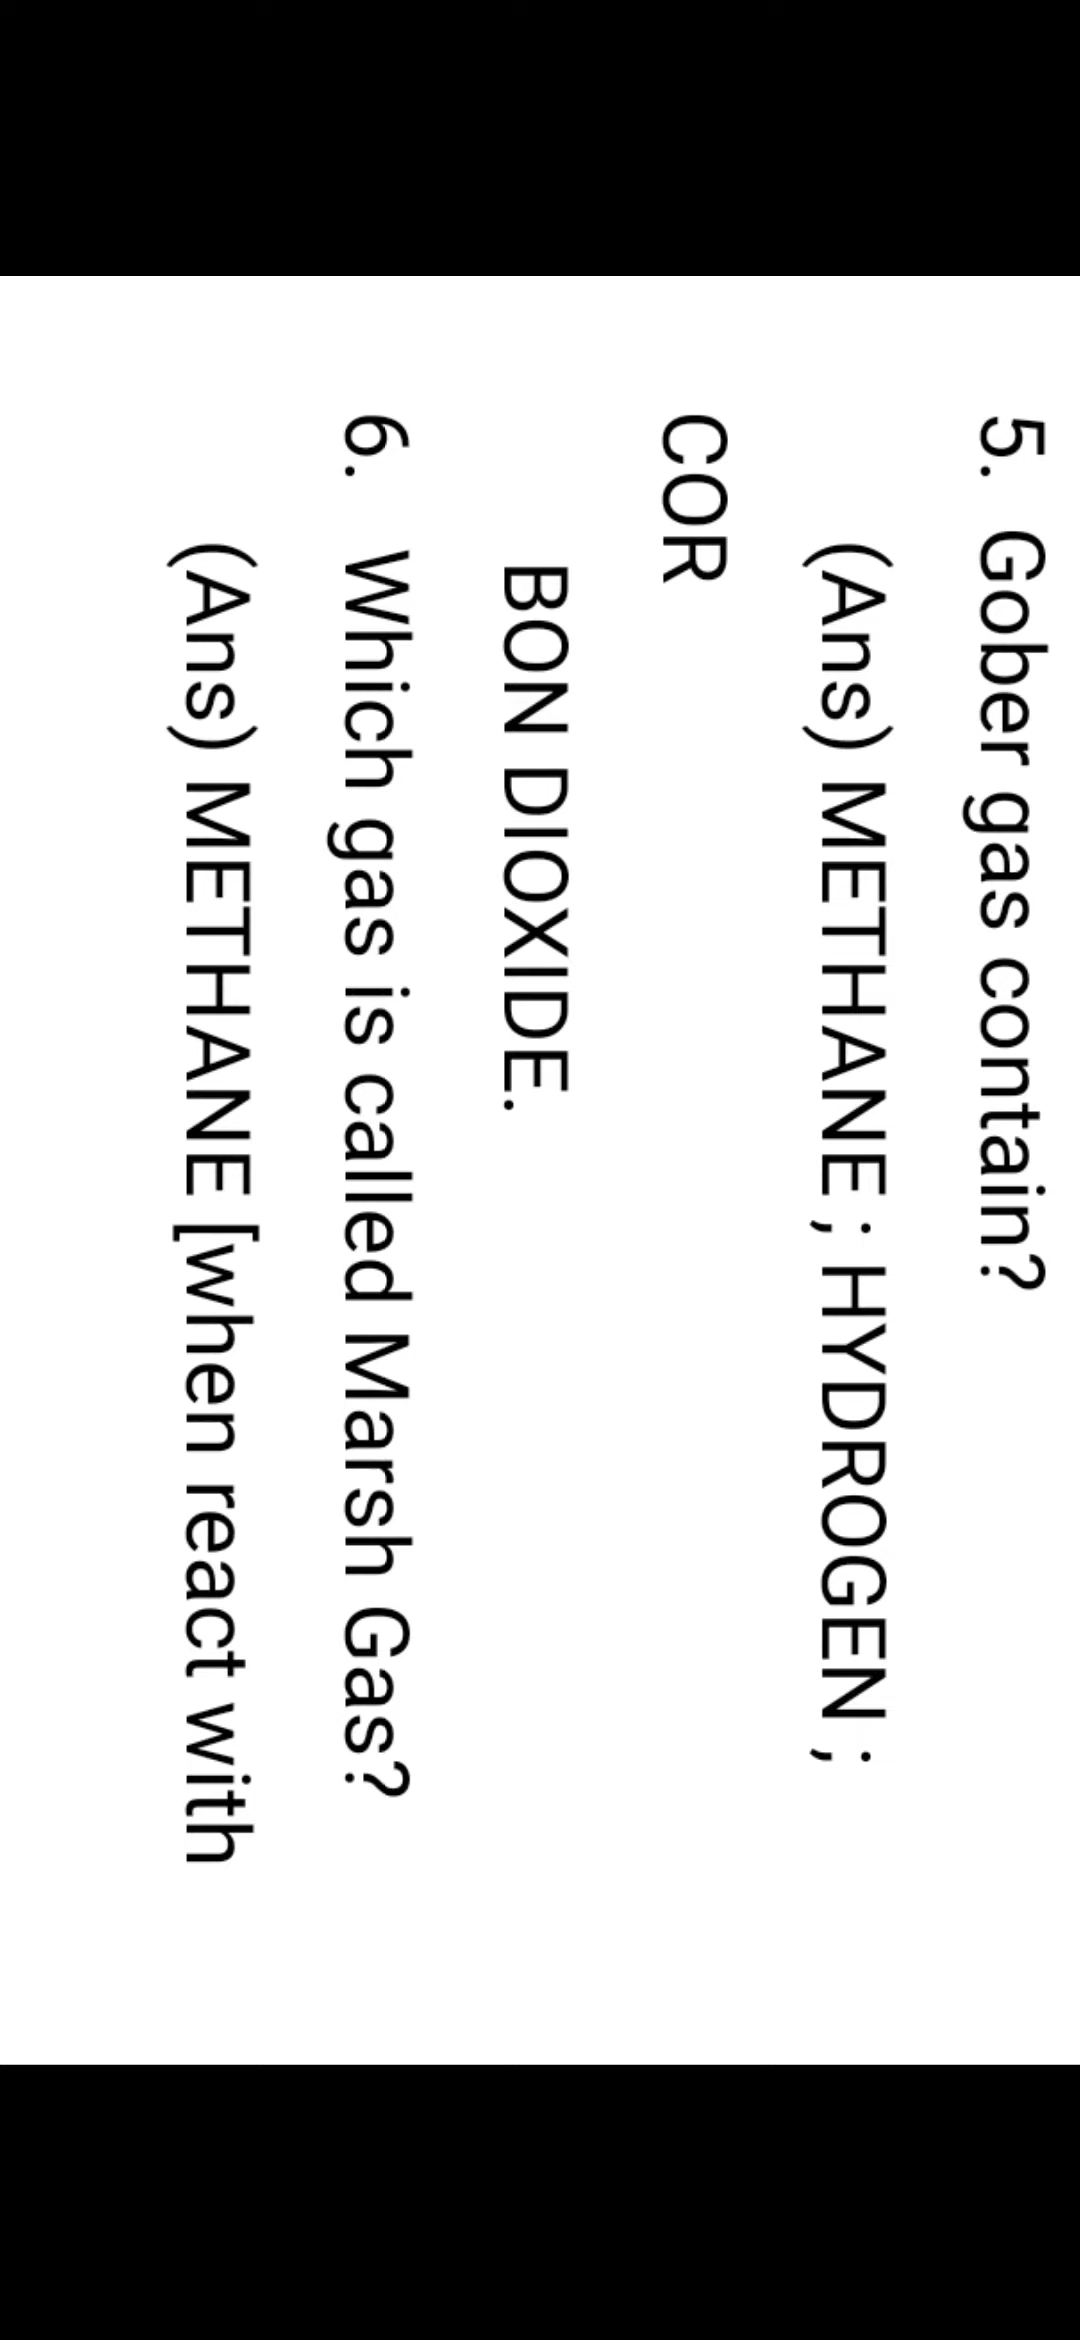 5. Gober gas contain?
(Ans) METHANE ; HYDROGEN ;
COR
BON DIOXIDE.
6. Which gas is called Marsh Gas?
(Ans) METHANE [when react with